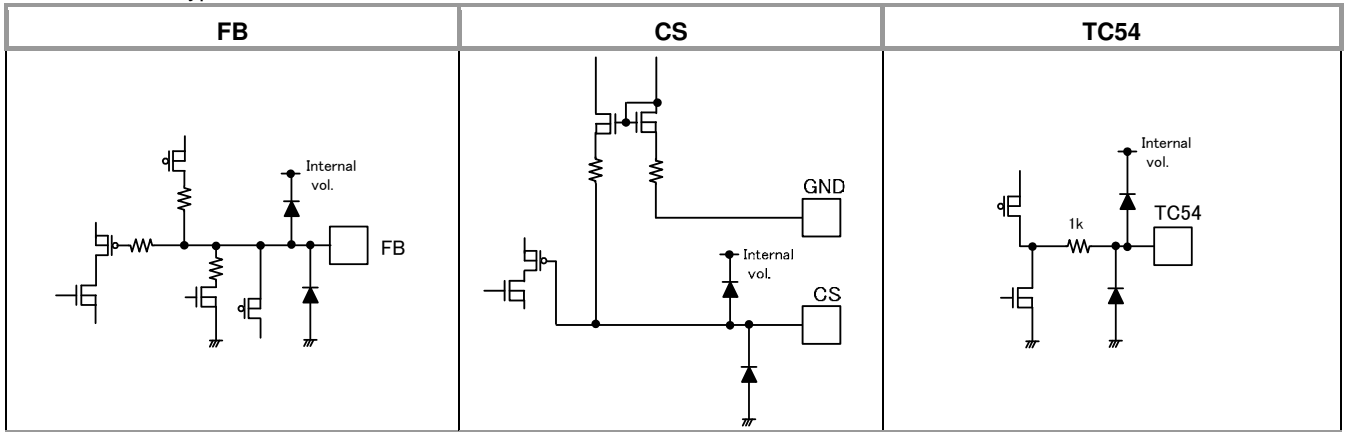 FB
CS
TC54
Internal
vol.
FB
GND
Internal
vol.
CS
Internal
vol.
1k
TC54